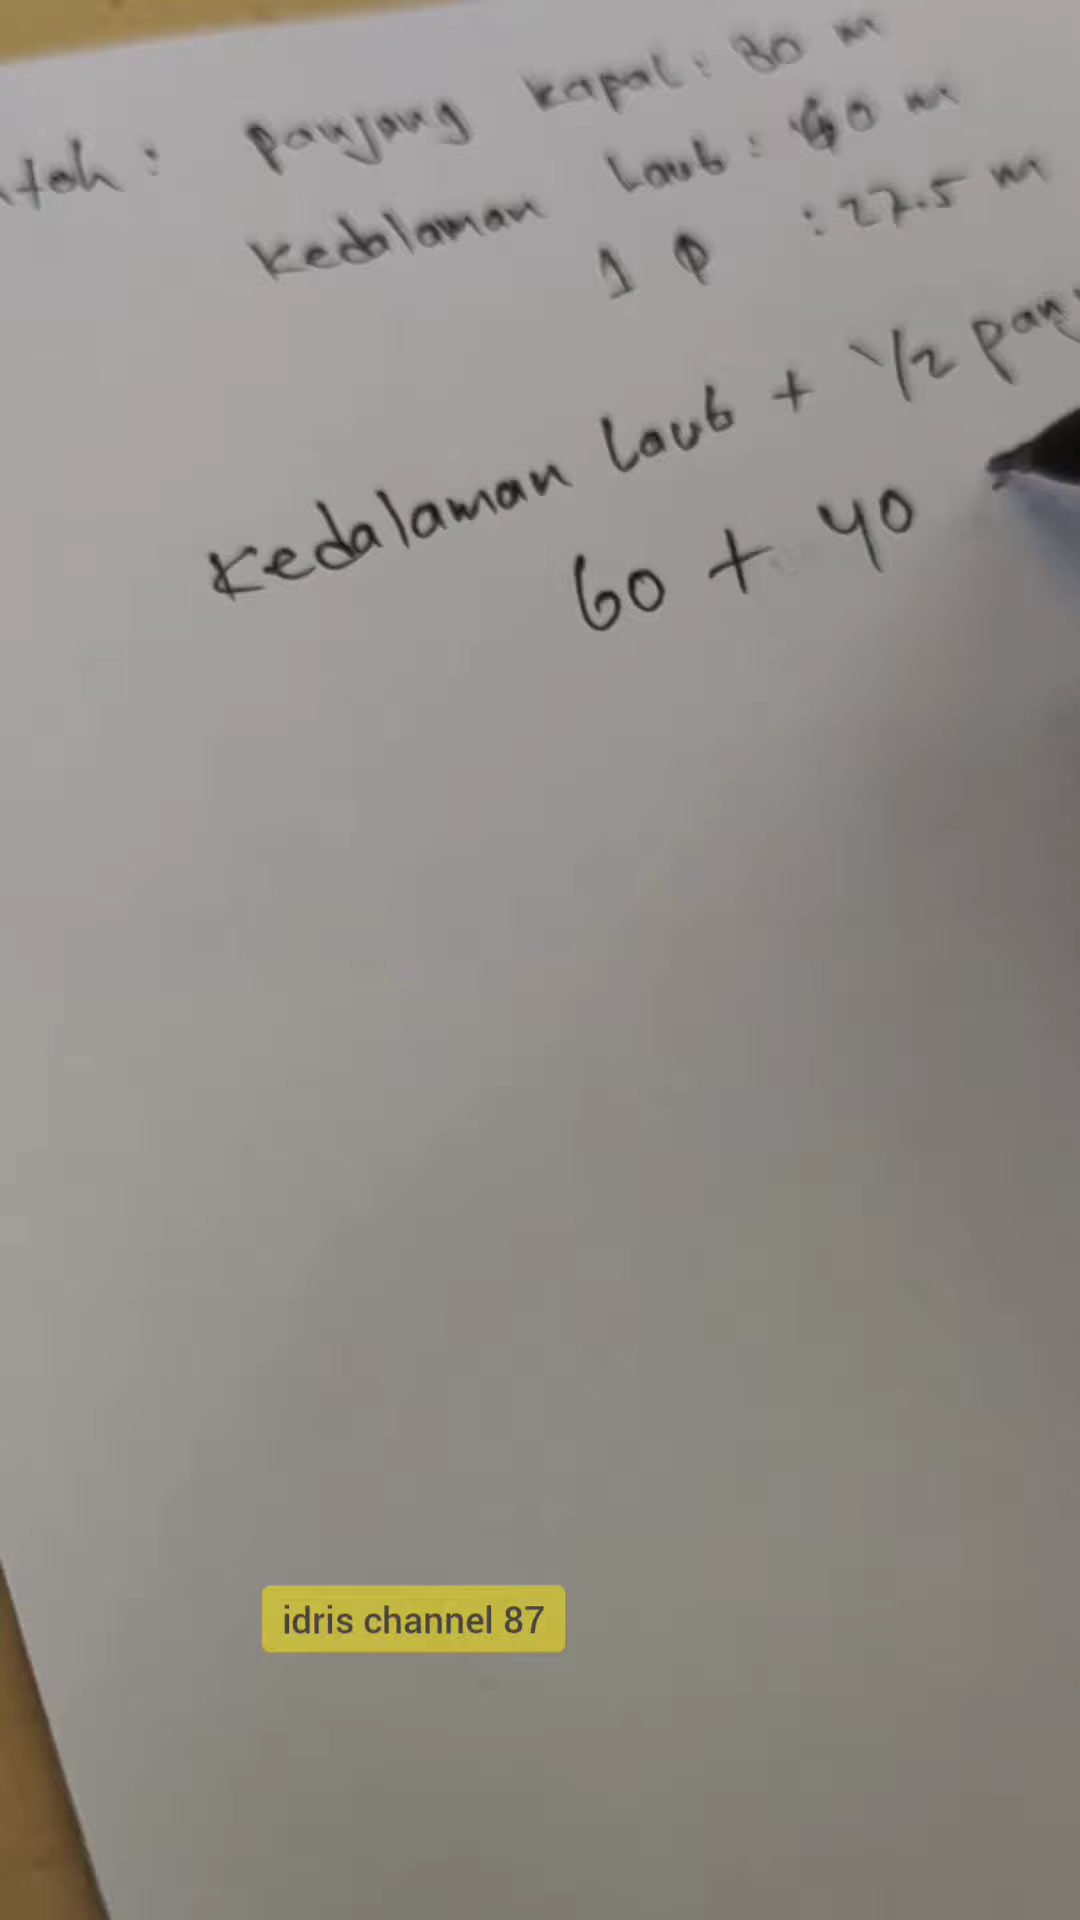 toh : panjang kapal : 80 m
kedalaman laut : 60 m
1 φ : 27.5 m
Kedalaman laut + 1/2 panj
60 + 40
idris channel 87